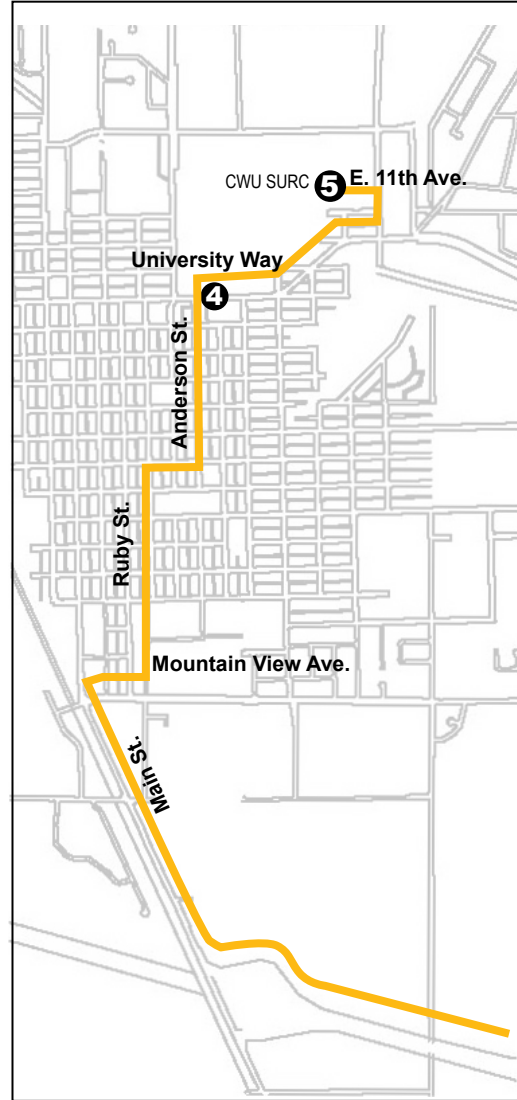 CWU SURC 5 E. 11th Ave.
University Way
4
Anderson St.
Ruby St.
Mountain View Ave.
Main St.